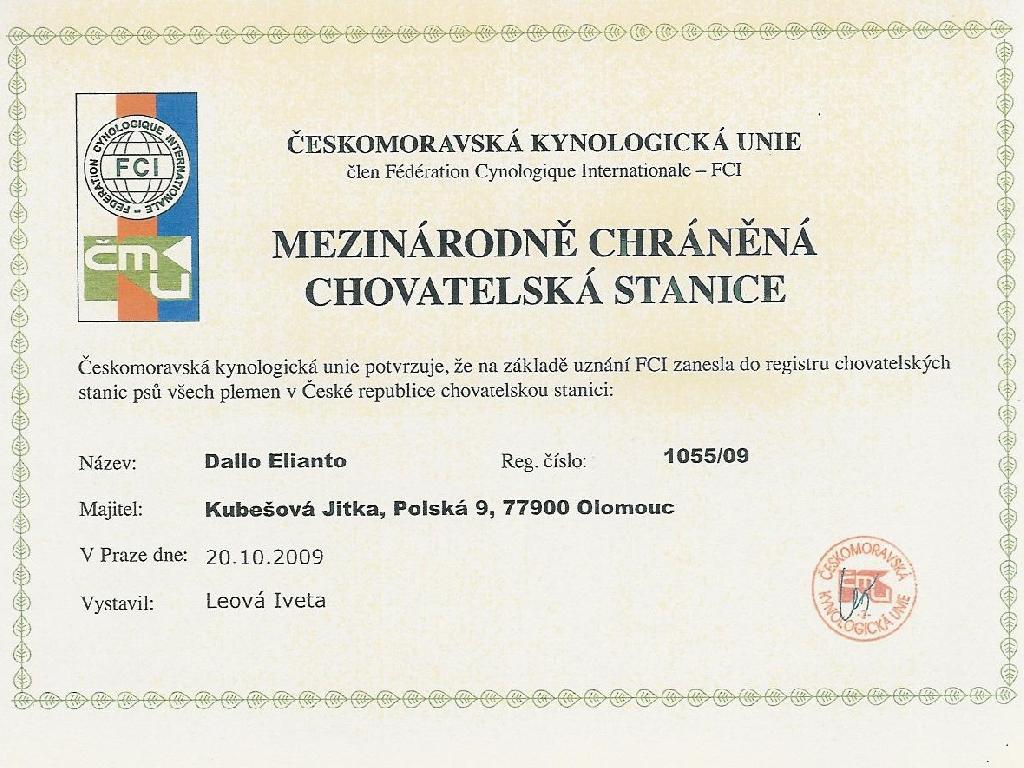 FEDERATION CYNOLOGIQUE INTERNATIONALE -
FCI
čmku
ČESKOMORAVSKÁ KYNOLOGICKÁ UNIE
člen Fédération Cynologique Internationale – FCI
MEZINÁRODNĚ CHRÁNĚNÁ
CHOVATELSKÁ STANICE
Českomoravská kynologická unie potvrzuje, že na základě uznání FCI zanesla do registru chovatelských
stanic psů všech plemen v České republice chovatelskou stanici:
Název: Dallo Elianto Reg. číslo: 1055/09
Majitel: Kubešová Jitka, Polská 9, 77900 Olomouc
V Praze dne: 20.10.2009
Vystavil: Leová Iveta
ČESKOMORAVSKÁ
čmku
-3-
KYNOLOGICKÁ UNIE